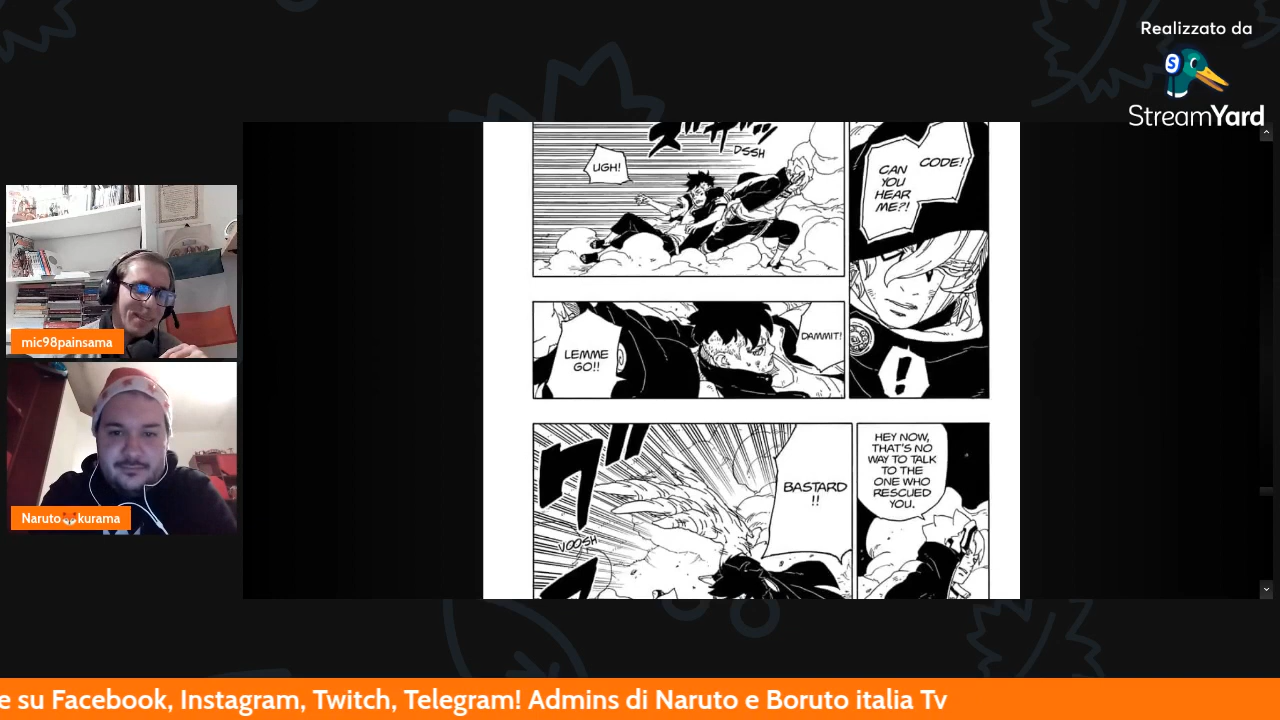 Realizzato da
StreamYard
UGH!
DSSH
CODE!
CAN
YOU
HEAR
ME?!
LEMME
GO!!
DAMMIT!
!
BASTARD
!!
HEY NOW,
THAT'S NO
WAY TO TALK
TO THE
ONE WHO
RESCUED
YOU.
VOOSH
mic98painsama
Naruto🦊kurama
e su Facebook, Instagram, Twitch, Telegram! Admins di Naruto e Boruto italia Tv